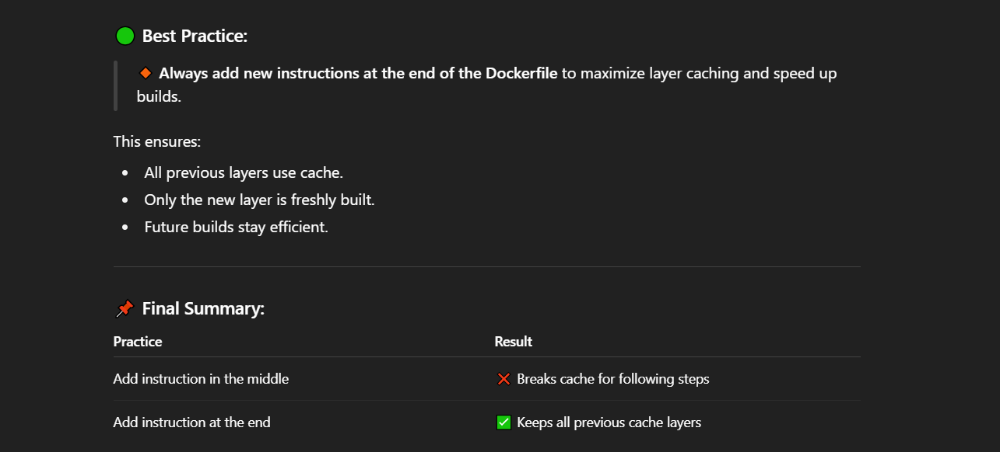 🟢 Best Practice:
🔸 Always add new instructions at the end of the Dockerfile to maximize layer caching and speed up
builds.
This ensures:
• All previous layers use cache.
• Only the new layer is freshly built.
• Future builds stay efficient.
📌 Final Summary:
Practice Result
Add instruction in the middle ❌ Breaks cache for following steps
Add instruction at the end ✅ Keeps all previous cache layers